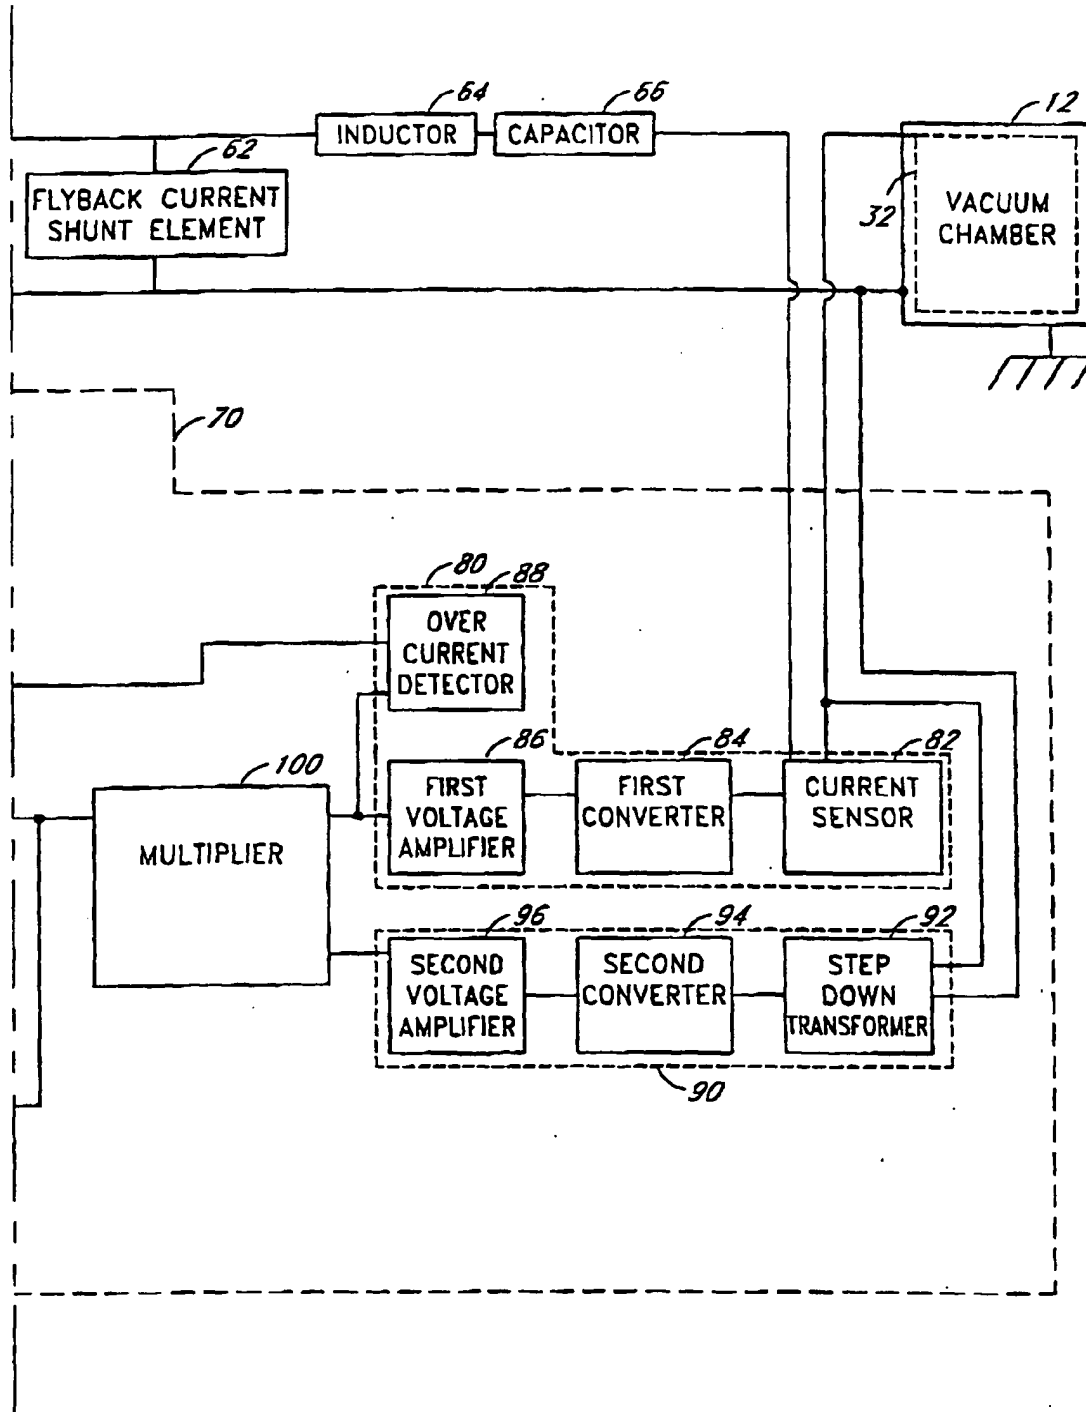 64
66
12
INDUCTOR
CAPACITOR
62
FLYBACK CURRENT
SHUNT ELEMENT
32
VACUUM
CHAMBER
70
80
88
OVER
CURRENT
DETECTOR
100
MULTIPLIER
86
FIRST
VOLTAGE
AMPLIFIER
84
FIRST
CONVERTER
82
CURRENT
SENSOR
96
SECOND
VOLTAGE
AMPLIFIER
94
SECOND
CONVERTER
92
STEP
DOWN
TRANSFORMER
90